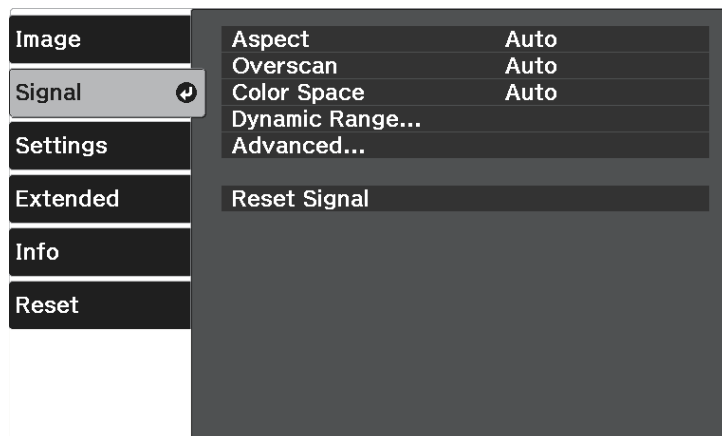 Image
Signal
Settings
Extended
Info
Reset
Aspect Auto
Overscan Auto
Color Space Auto
Dynamic Range...
Advanced...
Reset Signal